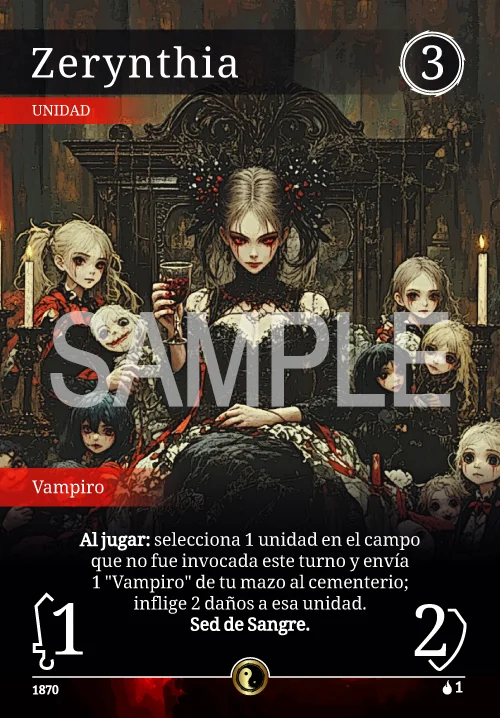 Zerynthia
3
UNIDAD
SAMPLE
Vampiro
Al jugar: selecciona 1 unidad en el campo
que no fue invocada este turno y envía
1 "Vampiro" de tu mazo al cementerio;
inflige 2 daños a esa unidad.
Sed de Sangre.
1
2
1870
1